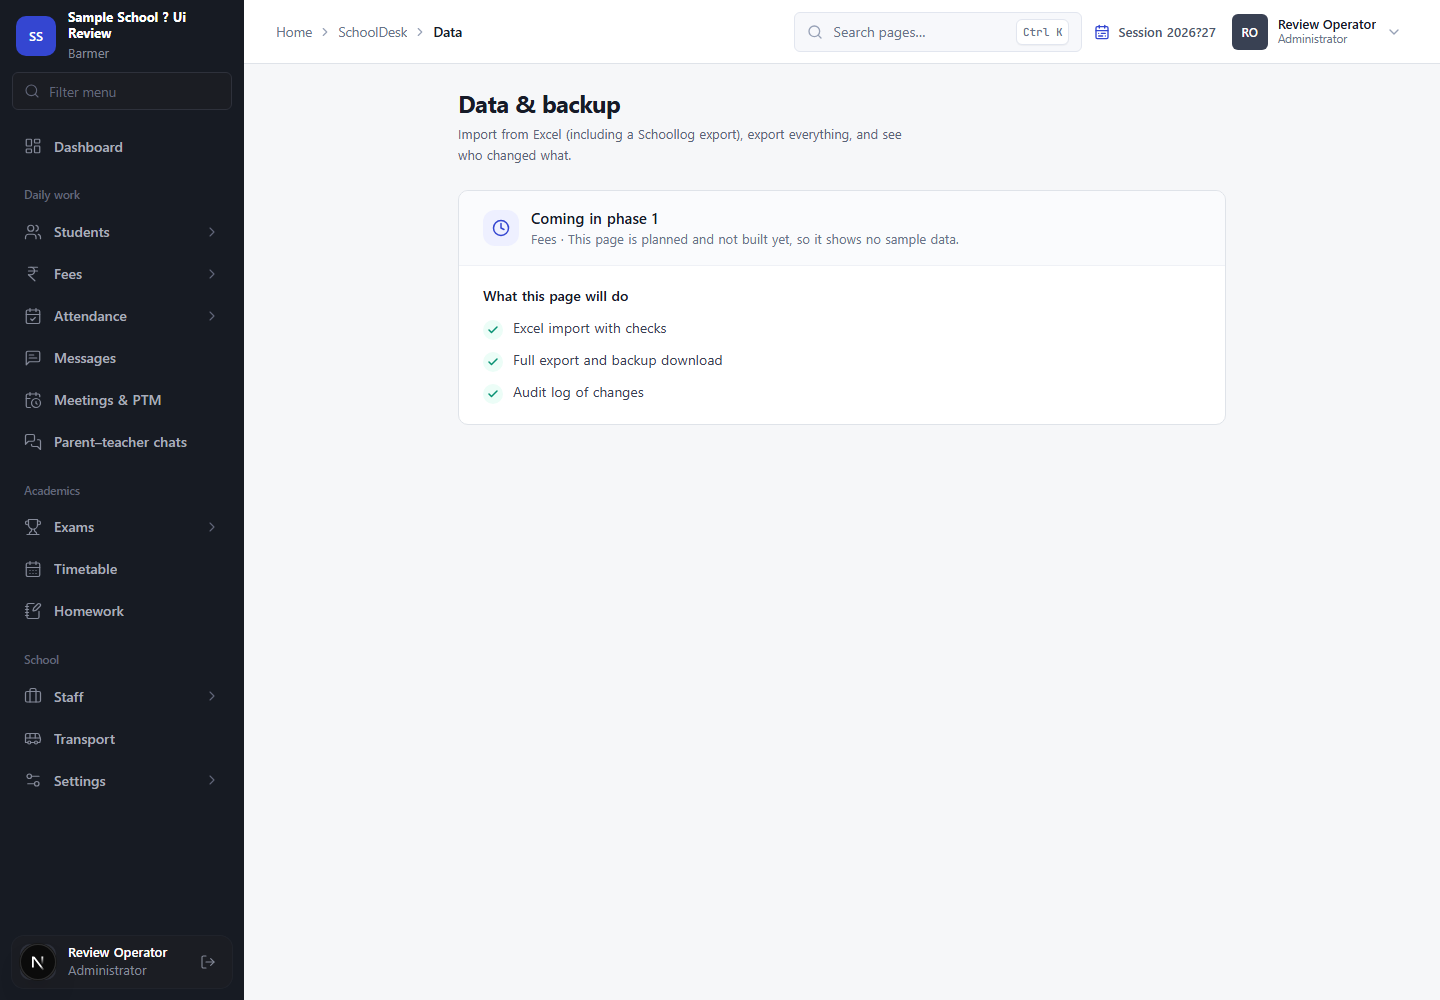 SS
Sample School ? Ui
Review
Barmer
Filter menu
Dashboard
Daily work
Students
Fees
Attendance
Messages
Meetings & PTM
Parent–teacher chats
Academics
Exams
Timetable
Homework
School
Staff
Transport
Settings
N
Review Operator
Administrator
Home > SchoolDesk > Data
Search pages...
Ctrl K
Session 2026?27
RO
Review Operator
Administrator
Data & backup
Import from Excel (including a Schoollog export), export everything, and see
who changed what.
Coming in phase 1
Fees · This page is planned and not built yet, so it shows no sample data.
What this page will do
Excel import with checks
Full export and backup download
Audit log of changes